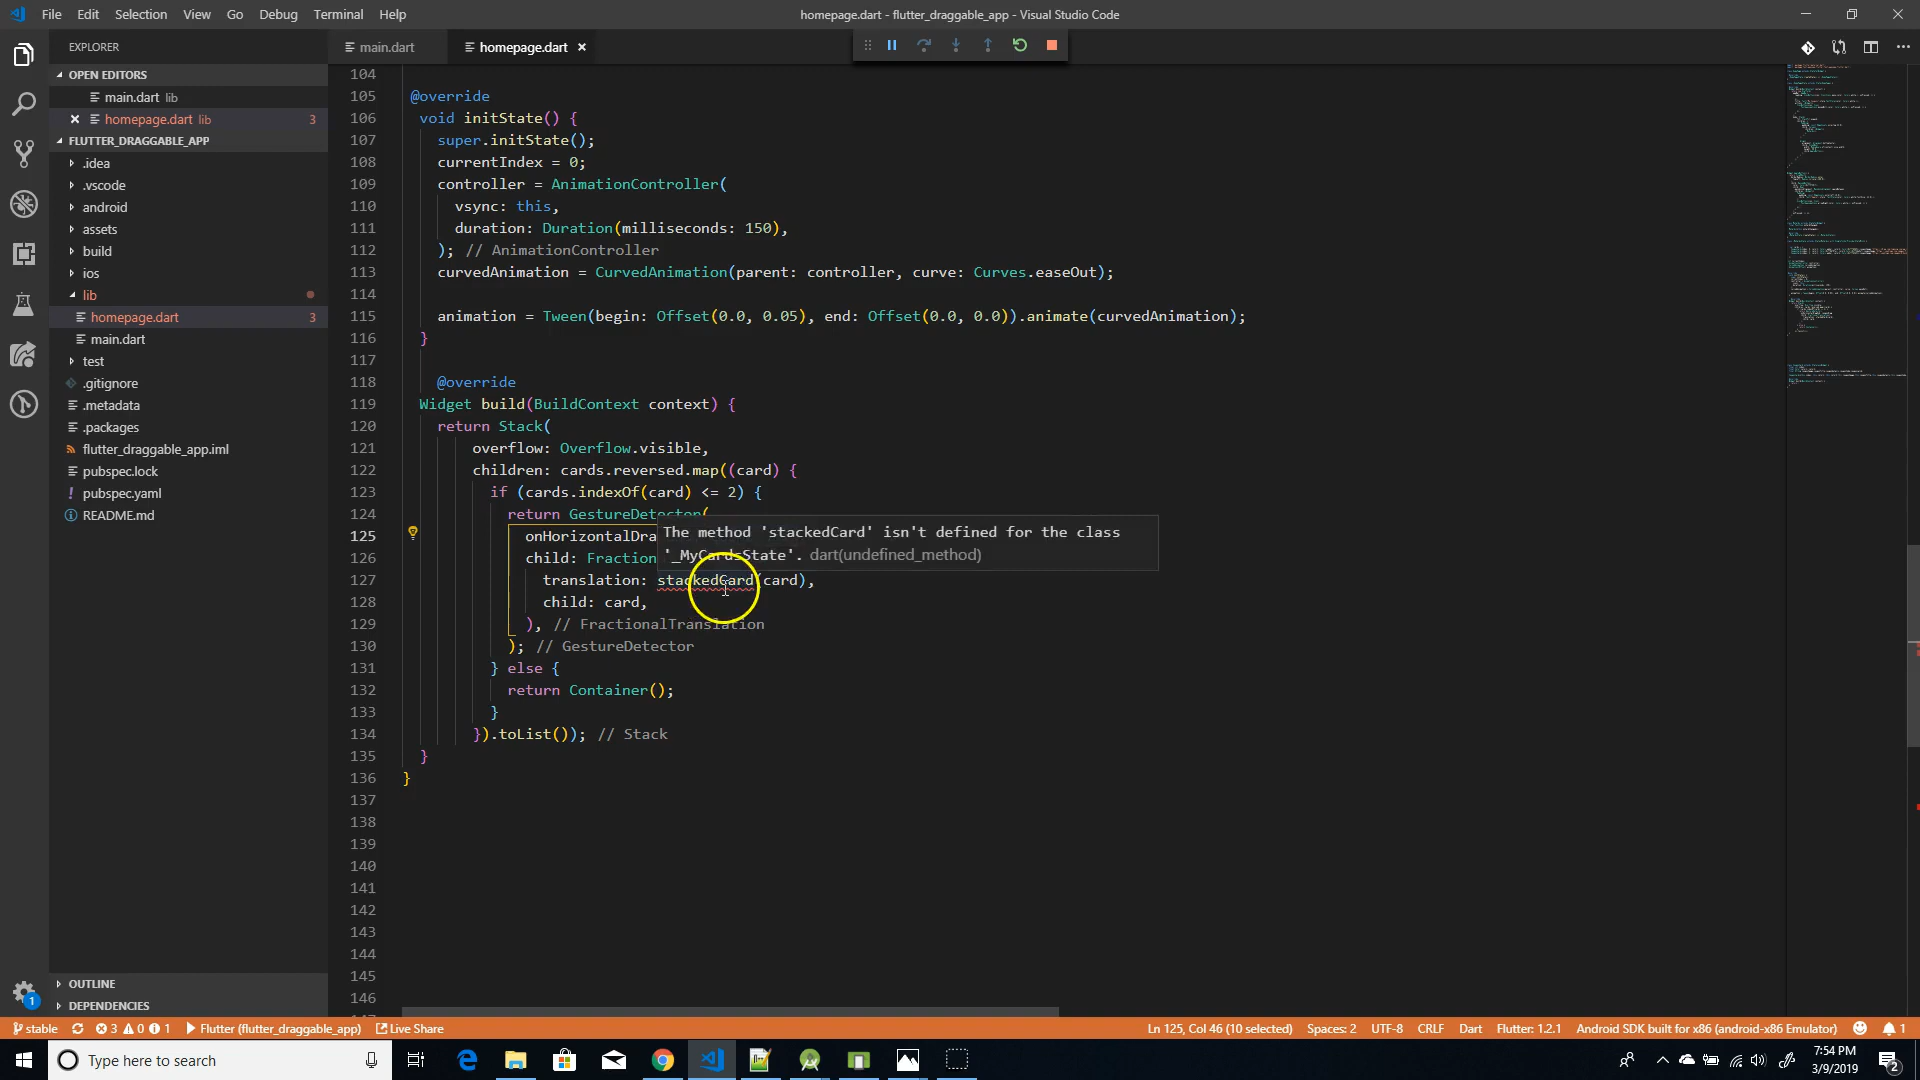 File Edit Selection View Go Debug Terminal Help
homepage.dart - flutter_draggable_app - Visual Studio Code
EXPLORER
main.dart
homepage.dart
OPEN EDITORS
main.dart lib
homepage.dart lib 3
FLUTTER_DRAGGABLE_APP
.idea
.vscode
android
assets
build
ios
lib
homepage.dart 3
main.dart
test
.gitignore
.metadata
.packages
flutter_draggable_app.iml
pubspec.lock
! pubspec.yaml
README.md
OUTLINE
DEPENDENCIES
104
105 @override
106 void initState() {
107 super.initState();
108 currentIndex = 0;
109 controller = AnimationController(
110 vsync: this,
111 duration: Duration(milliseconds: 150),
112 ); // AnimationController
113 curvedAnimation = CurvedAnimation(parent: controller, curve: Curves.easeOut);
114
115 animation = Tween(begin: Offset(0.0, 0.05), end: Offset(0.0, 0.0)).animate(curvedAnimation);
116 }
117
118 @override
119 Widget build(BuildContext context) {
120 return Stack(
121 overflow: Overflow.visible,
122 children: cards.reversed.map((card) {
123 if (cards.indexOf(card) <= 2) {
124 return GestureDetector(
125 onHorizontalDra
126 child: Fraction
The method 'stackedCard' isn't defined for the class
'_MyCardsState'. dart(undefined_method)
127 translation: stackedCard(card),
128 child: card,
129 ), // FractionalTranslation
130 ); // GestureDetector
131 } else {
132 return Container();
133 }
134 }).toList()); // Stack
135 }
136 }
137
138
139
140
141
142
143
144
145
146
1
stable 3 0 1 Flutter (flutter_draggable_app) Live Share
Ln 125, Col 46 (10 selected) Spaces: 2 UTF-8 CRLF Dart Flutter: 1.2.1 Android SDK built for x86 (android-x86 Emulator) 1
Type here to search
7:54 PM
3/9/2019
2